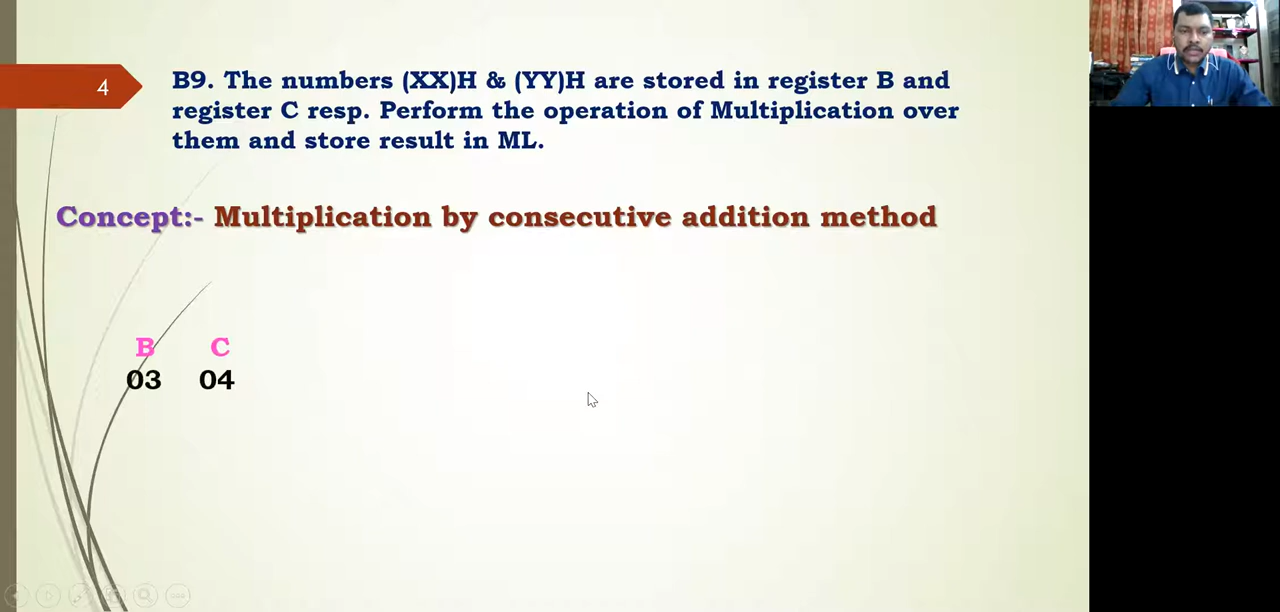 4
B9. The numbers (XX)H & (YY)H are stored in register B and
register C resp. Perform the operation of Multiplication over
them and store result in ML.
Concept:- Multiplication by consecutive addition method
B C
03 04